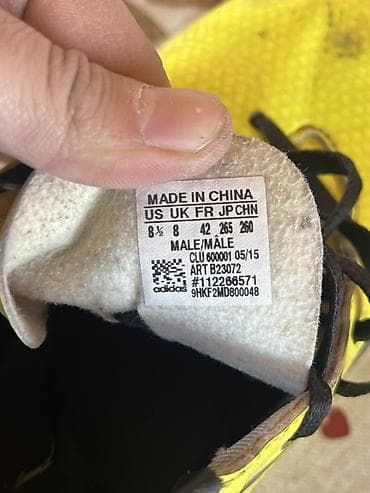 MADE IN CHINA
US UK FR JP CHN
8½ 8 42 265 260
MALE/MÂLE
CLU 600001 05/15
ART B23072
#112266571
adidas 9HKF2MD800048